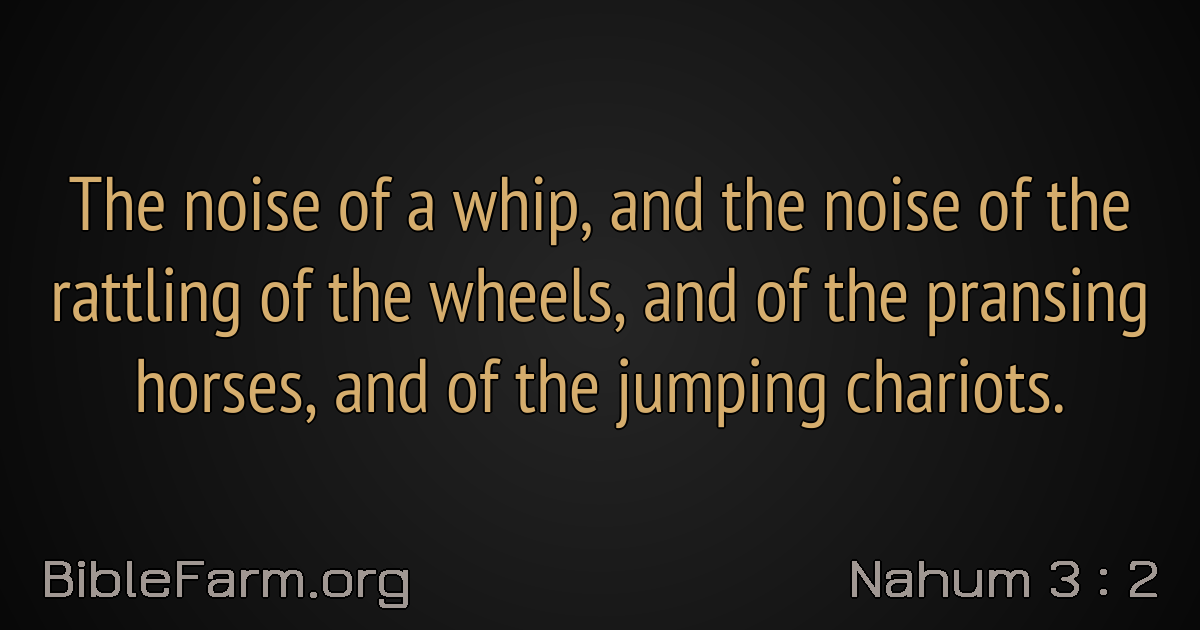 The noise of a whip, and the noise of the
rattling of the wheels, and of the pransing
horses, and of the jumping chariots.
BibleFarm.org
Nahum 3 : 2